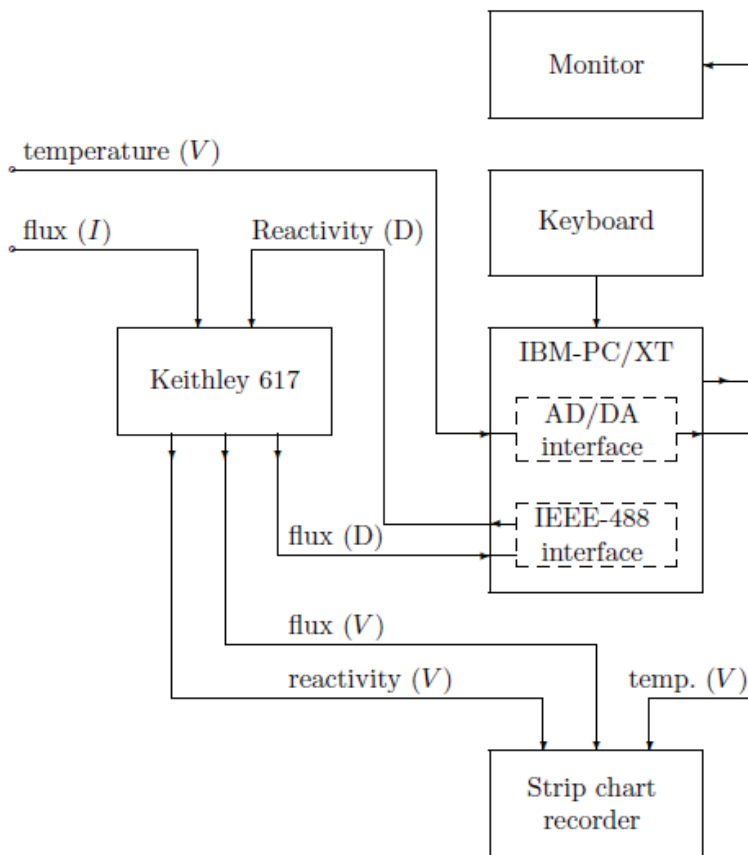 Monitor
temperature (V)
Keyboard
flux (I)
Reactivity (D)
Keithley 617
IBM-PC/XT
AD/DA
interface
IEEE-488
interface
flux (D)
flux (V)
reactivity (V)
temp. (V)
Strip chart
recorder